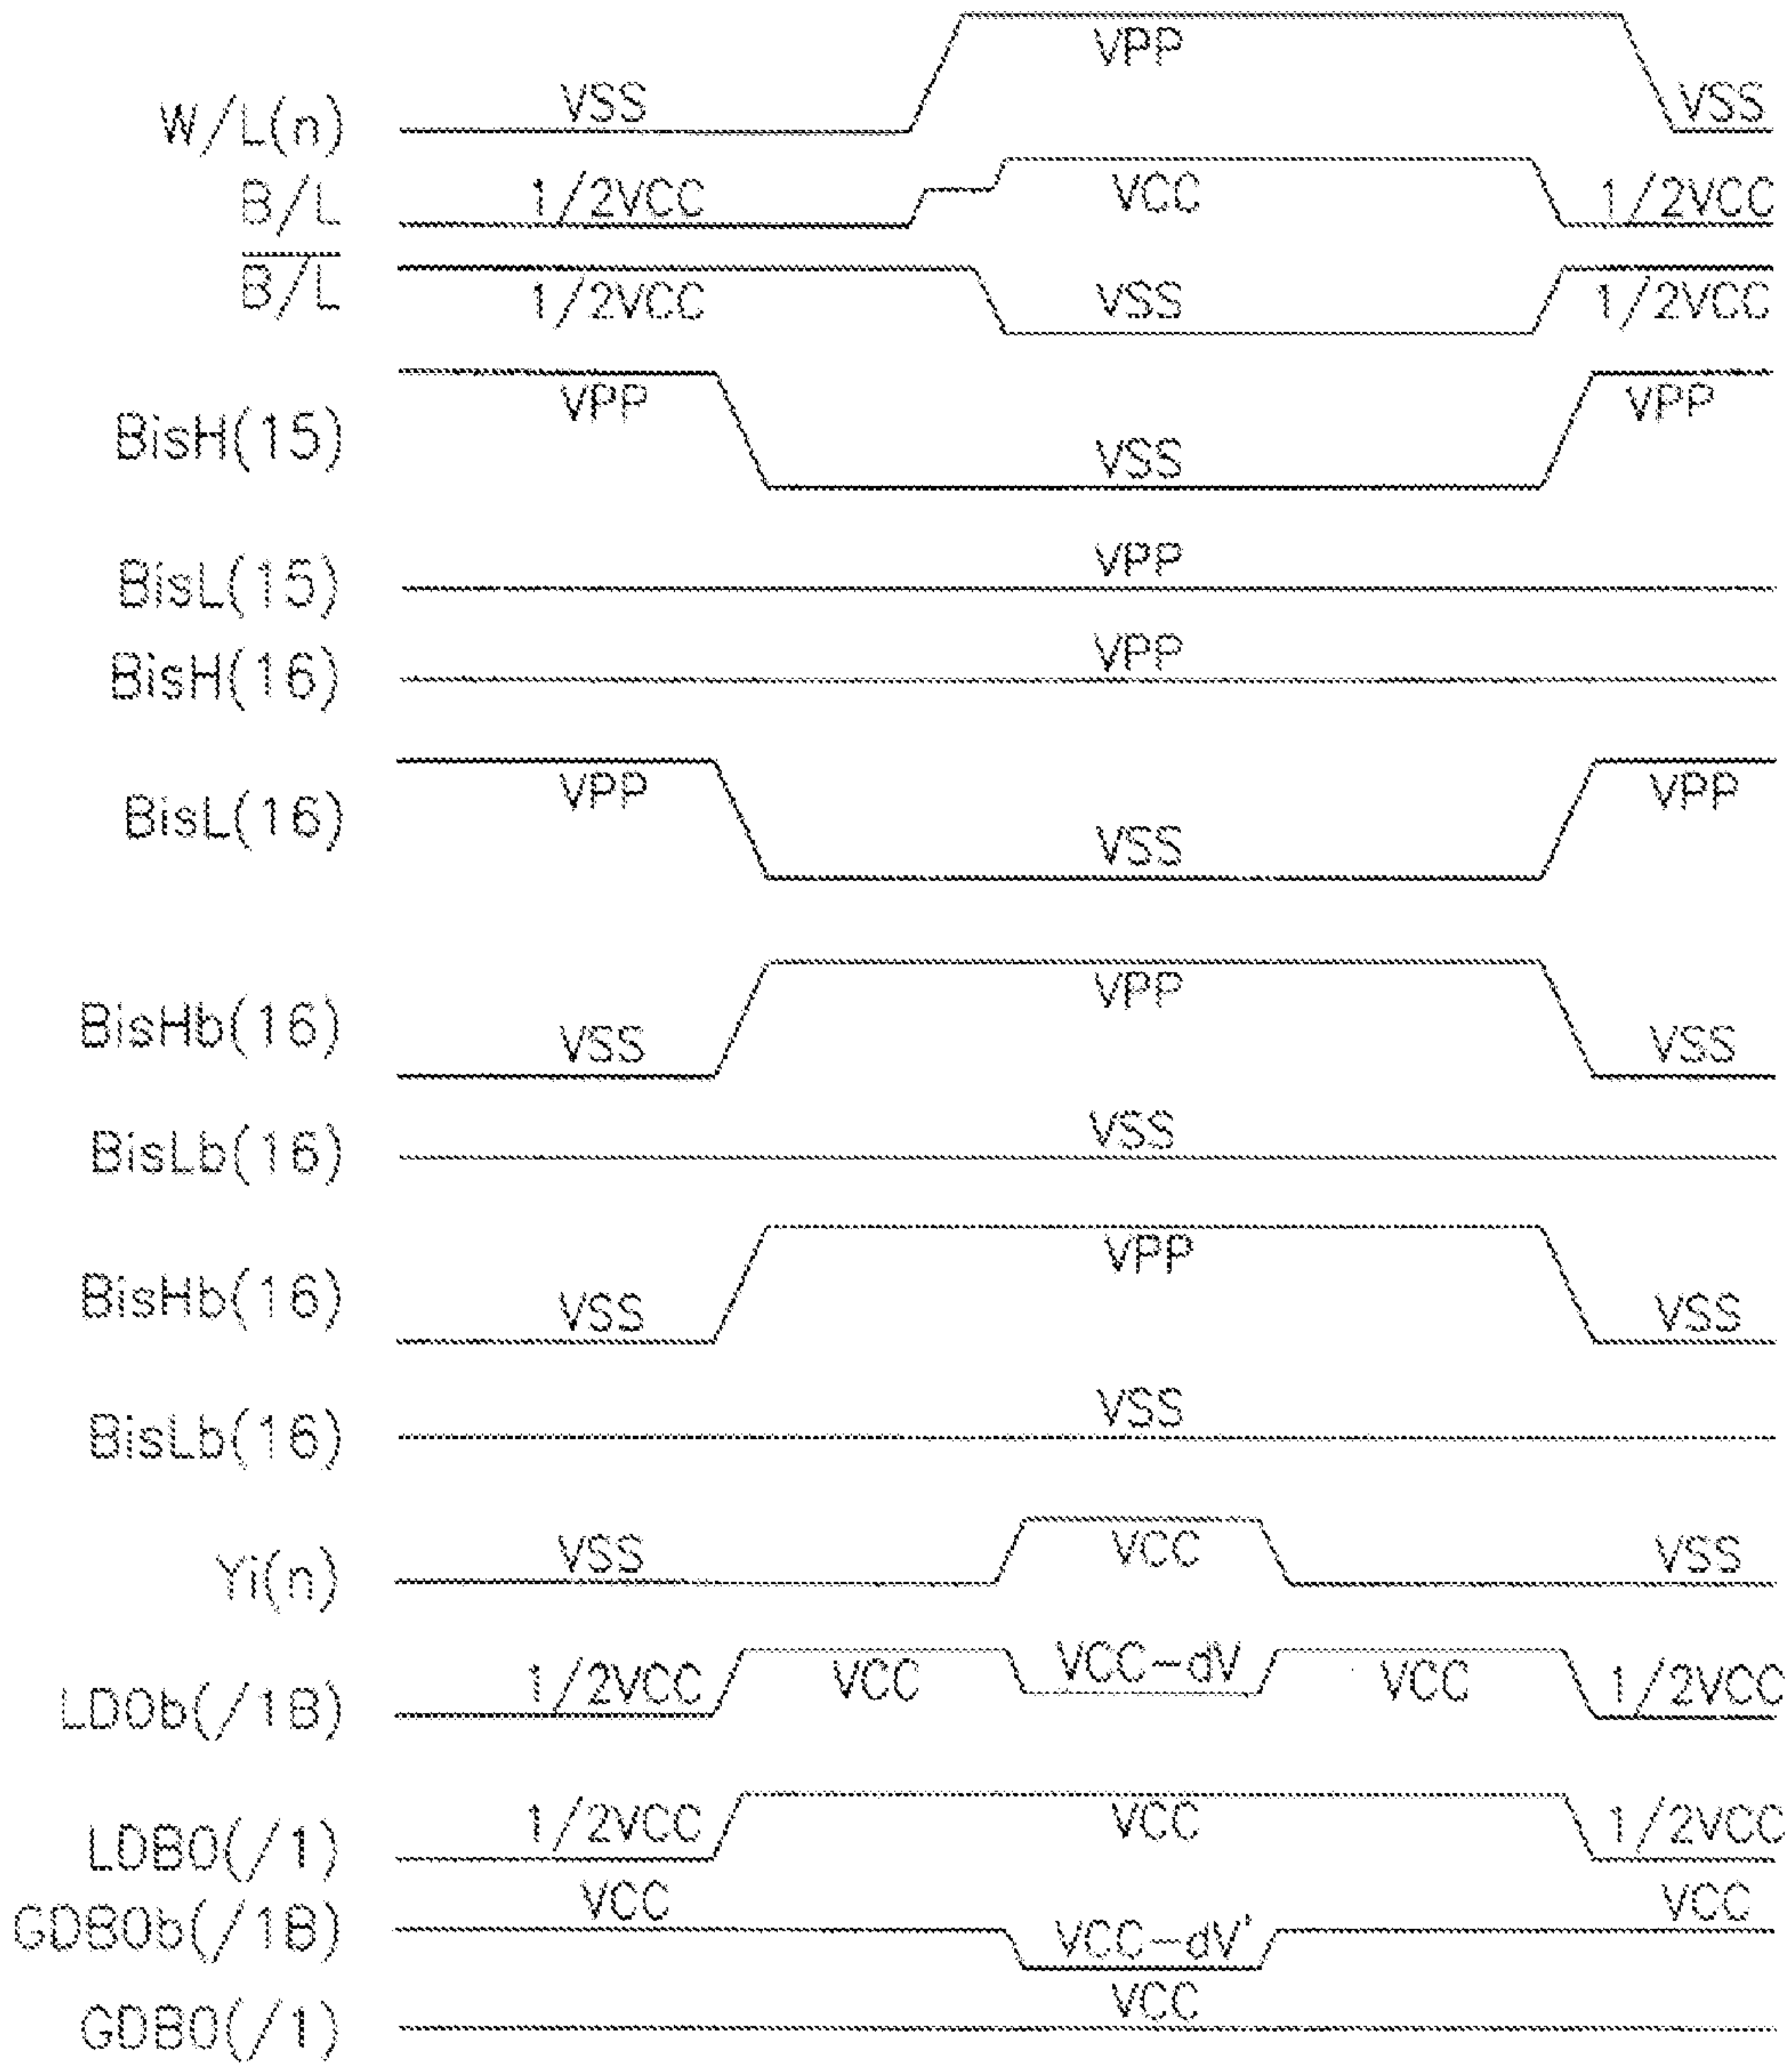 VPP
W/L(n) VSS VSS
B/L 1/2VCC VCC 1/2VCC
B/L 1/2VCC VSS 1/2VCC
BisH(15) VPP VSS VPP
BisL(15) VPP
BisH(16) VPP
BisL(16) VPP VSS VPP
BisHb(16) VSS VPP VSS
BisLb(16) VSS
BisHb(16) VSS VPP VSS
BisLb(16) VSS
Yi(n) VSS VCC VSS
LDOb(/1B) 1/2VCC VCC VCC-dV VCC 1/2VCC
LDB0(/1) 1/2VCC VCC 1/2VCC
GDB0b(/1B) VCC VCC-dV' VCC
GDB0(/1) VCC